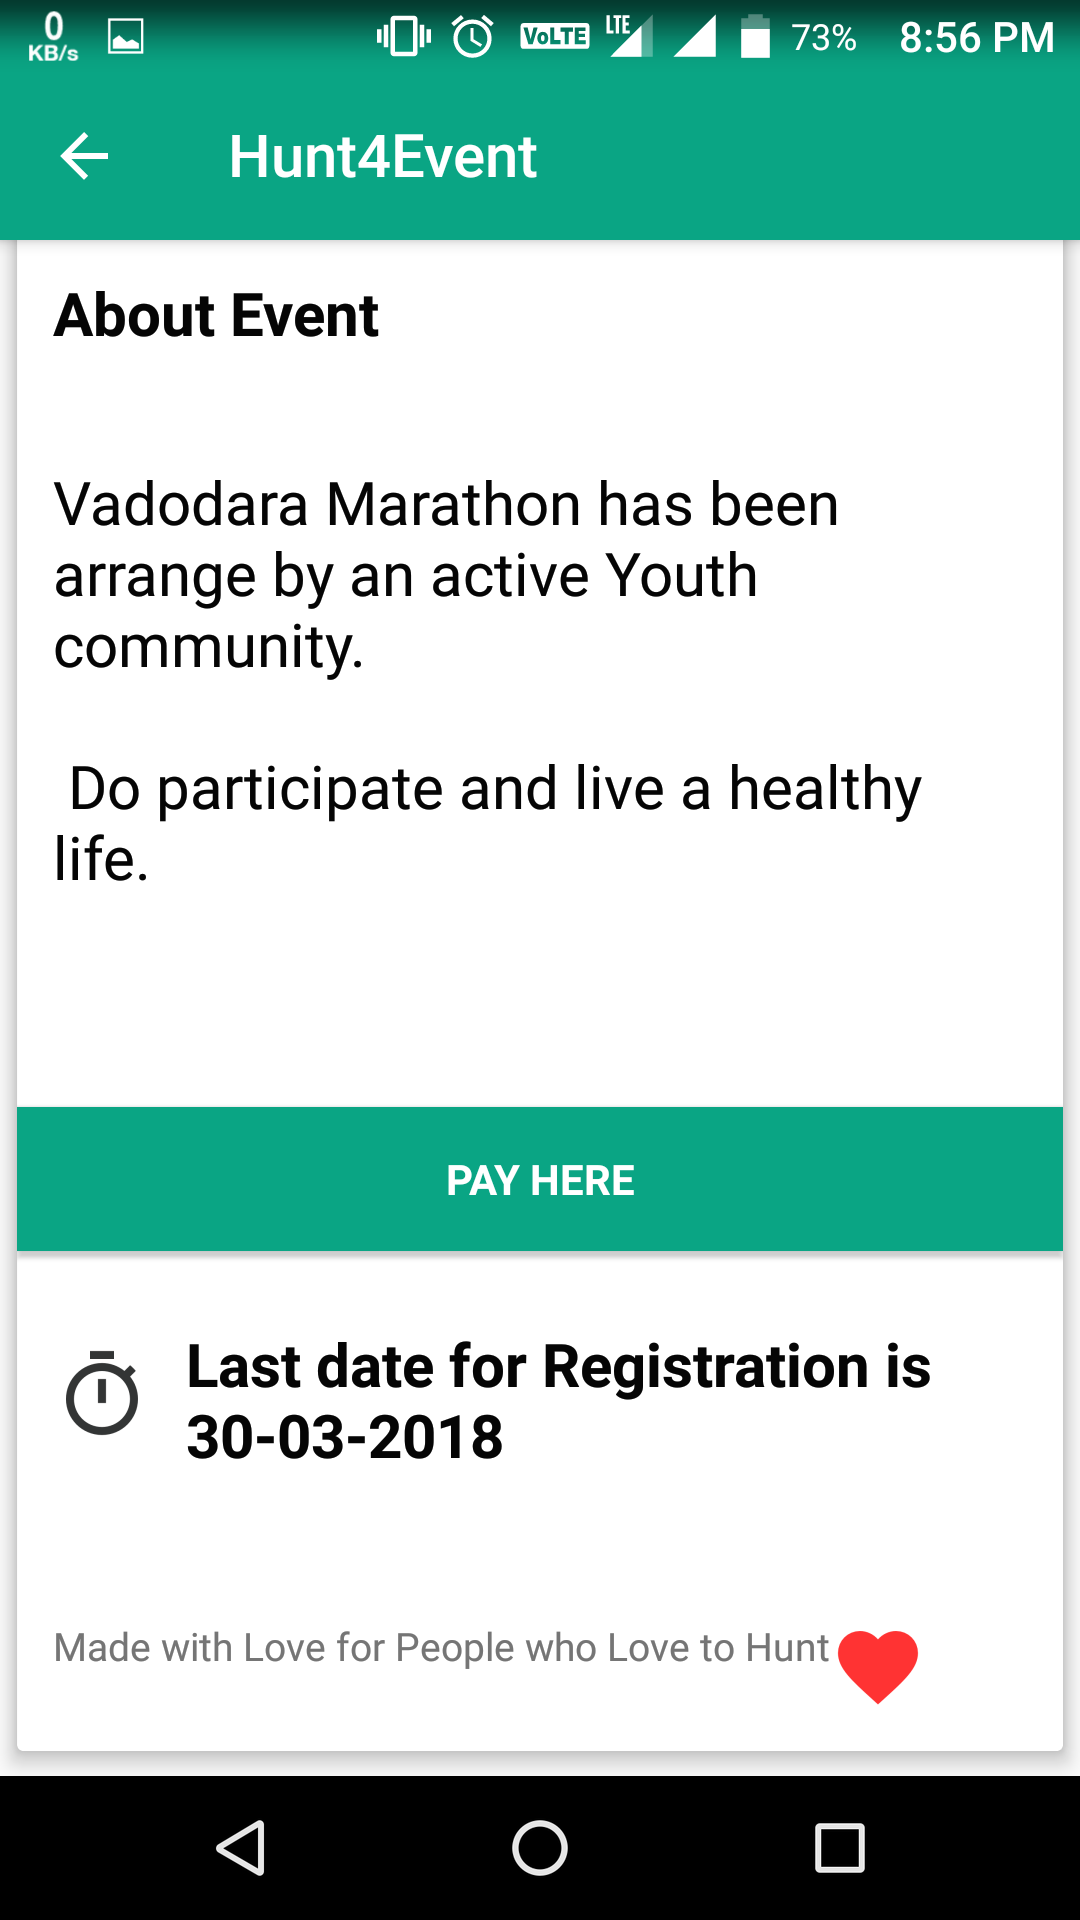 0
KB/s
VoLTE
LTE
73%
8:56 PM
Hunt4Event
About Event
Vadodara Marathon has been
arrange by an active Youth
community.
Do participate and live a healthy
life.
PAY HERE
Last date for Registration is
30-03-2018
Made with Love for People who Love to Hunt